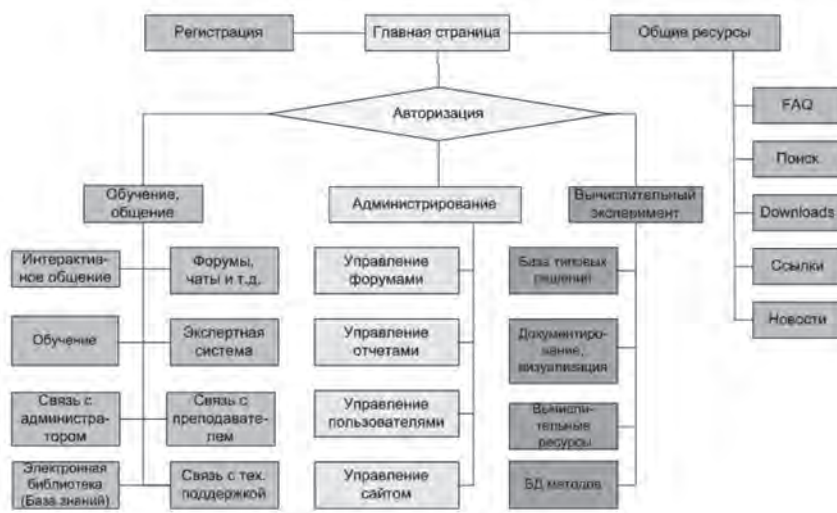 Регистрация
Главная страница
Общие ресурсы
Авторизация
FAQ
Поиск
Downloads
Ссылки
Новости
Обучение,
общение
Администрирование
Вычислительный
эксперимент
Интерактив-
ное общение
Форумы,
чаты и т.д.
Обучение
Экспертная
система
Связь с
администра-
тором
Связь с
преподавате-
лем
Электронная
библиотека
(База знаний)
Связь с тех.
поддержкой
Управление
форумами
Управление
отчетами
Управление
пользователями
Управление
сайтом
База типовых
решений
Документиро-
вание,
визуализация
Вычисли-
тельные
ресурсы
БД методов